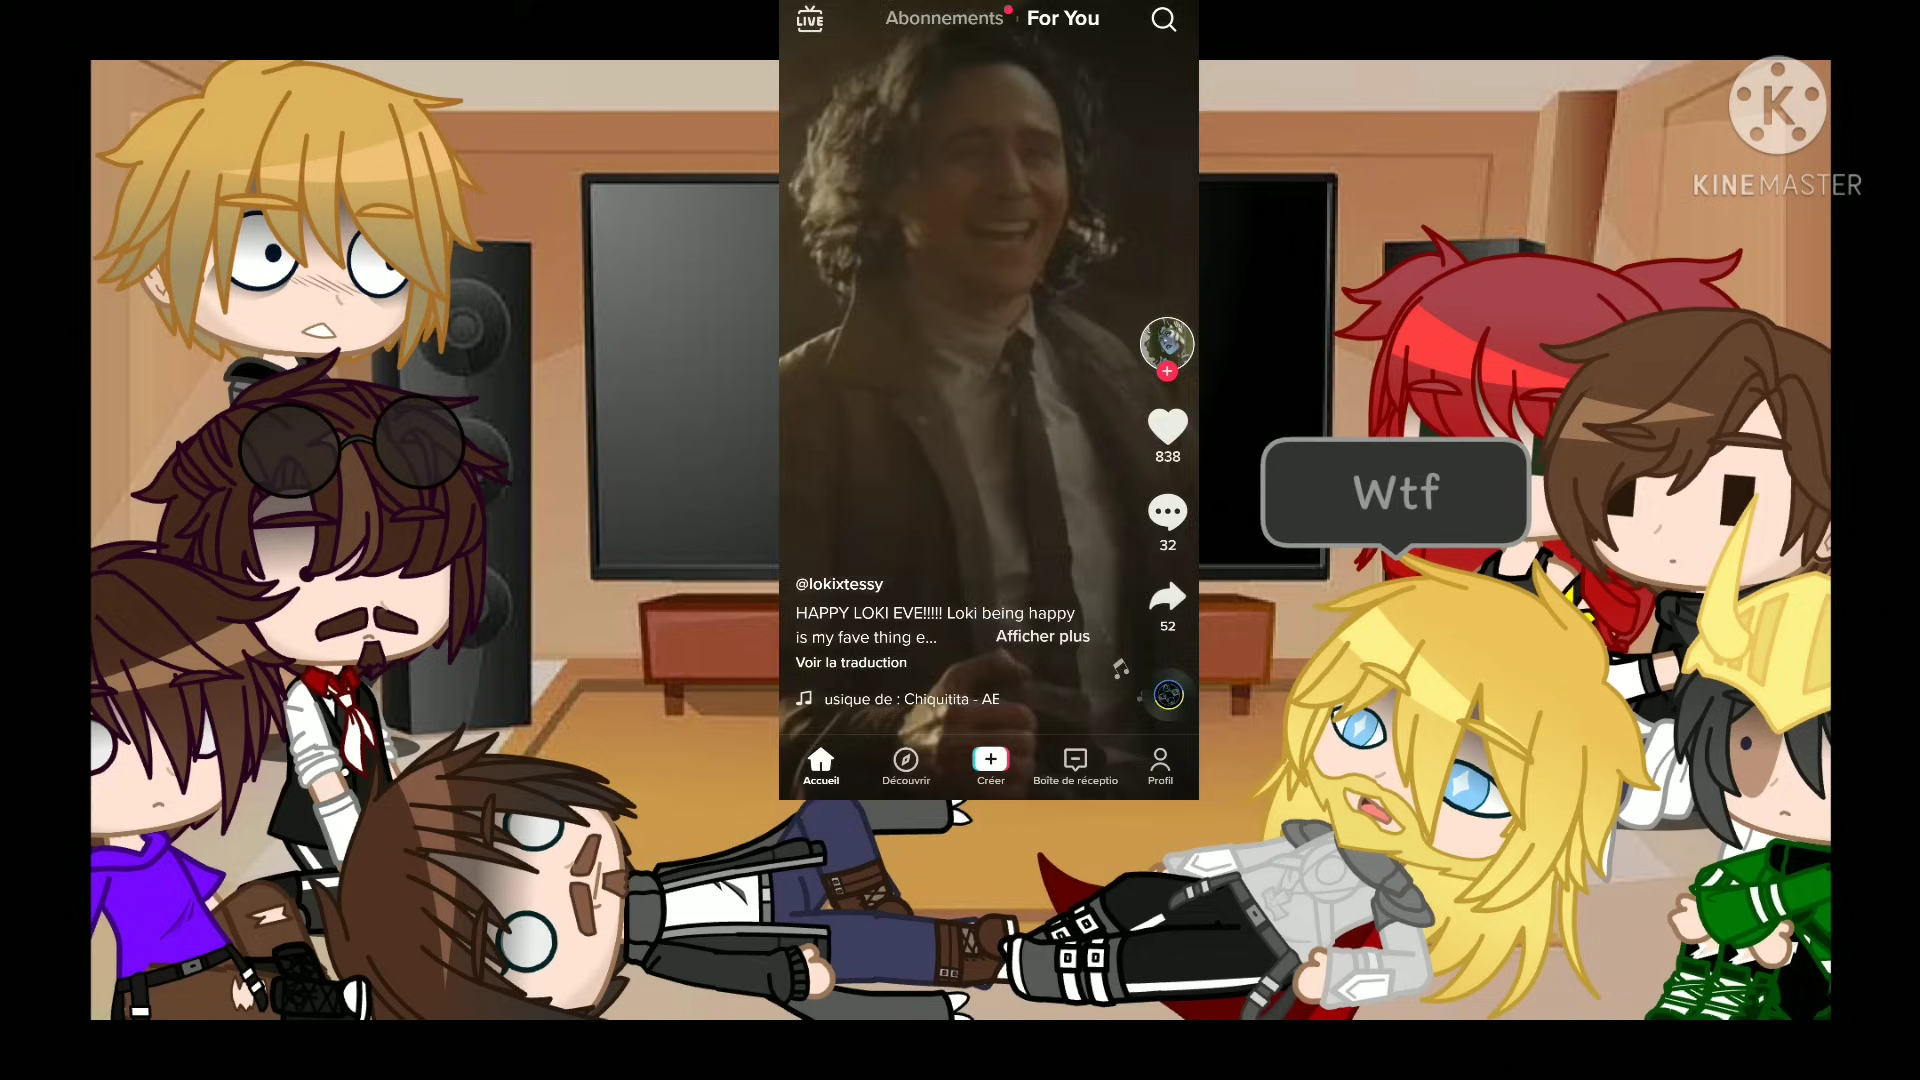 LIVE
Abonnements
For You
KINEMASTER
838
Wtf
32
@lokixtessy
HAPPY LOKI EVE!!!!! Loki being happy
is my fave thing e... Afficher plus
52
Voir la traduction
usique de : Chiquitita - AE
Accueil
Découvrir
Créer
Boîte de réceptio
Profil